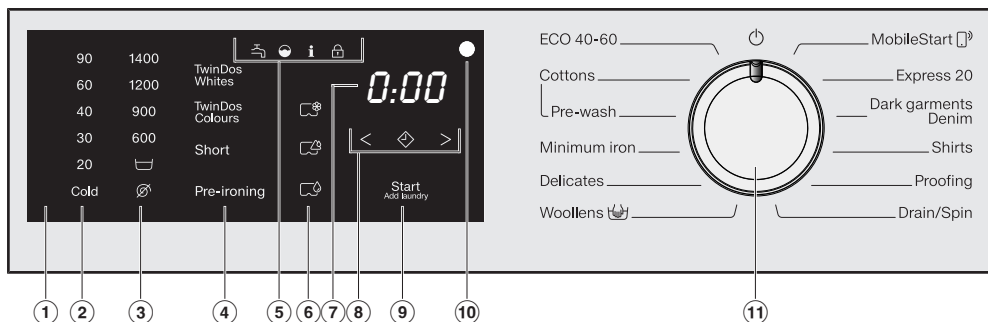 90
60
40
30
20
Cold
1400
1200
900
600
TwinDos
Whites
TwinDos
Colours
Short
Pre-ironing
0:00
< >
Start
Add laundry
ECO 40-60
Cottons
Pre-wash
Minimum iron
Delicates
Woollens
MobileStart
Express 20
Dark garments
Denim
Shirts
Proofing
Drain/Spin
1 2 3 4 5 6 7 8 9 10 11